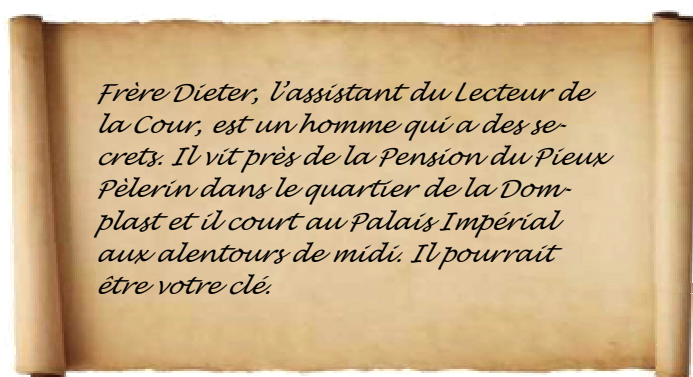 Frère Dieter, l'assistant du Lecteur de
la Cour, est un homme qui a des se-
crets. Il vit près de la Pension du Pieux
Pèlerin dans le quartier de la Dom-
plast et il court au Palais Impérial
aux alentours de midi. Il pourrait
être votre clé.